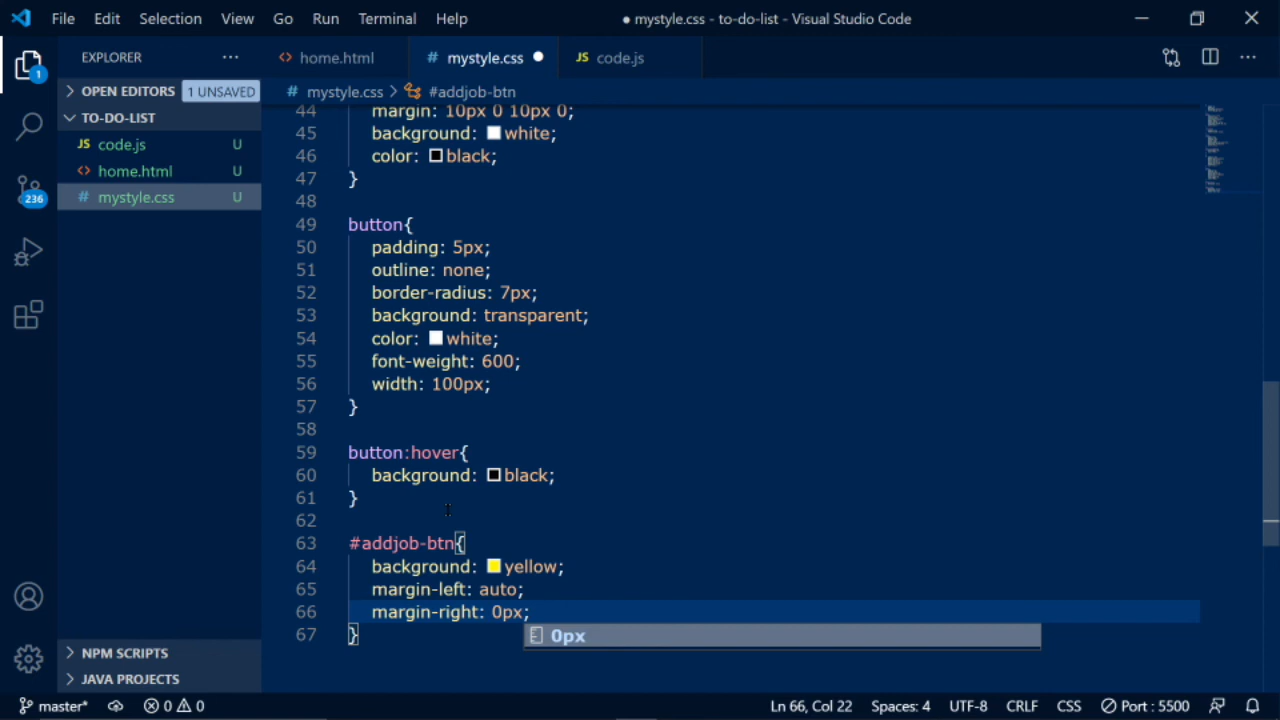 File Edit Selection View Go Run Terminal Help ● mystyle.css - to-do-list - Visual Studio Code
EXPLORER ··· <> home.html # mystyle.css ● JS code.js ···
> OPEN EDITORS 1 UNSAVED # mystyle.css > #addjob-btn
TO-DO-LIST
JS code.js U
<> home.html U
# mystyle.css U
1
236
44 margin: 10px 0 10px 0;
45 background: white;
46 color: black;
47 }
48
49 button{
50 padding: 5px;
51 outline: none;
52 border-radius: 7px;
53 background: transparent;
54 color: white;
55 font-weight: 600;
56 width: 100px;
57 }
58
59 button:hover{
60 background: black;
61 }
62
63 #addjob-btn{
64 background: yellow;
65 margin-left: auto;
66 margin-right: 0px;
67 }
0px
> NPM SCRIPTS
> JAVA PROJECTS
master* 0 0 Ln 66, Col 22 Spaces: 4 UTF-8 CRLF CSS Port : 5500